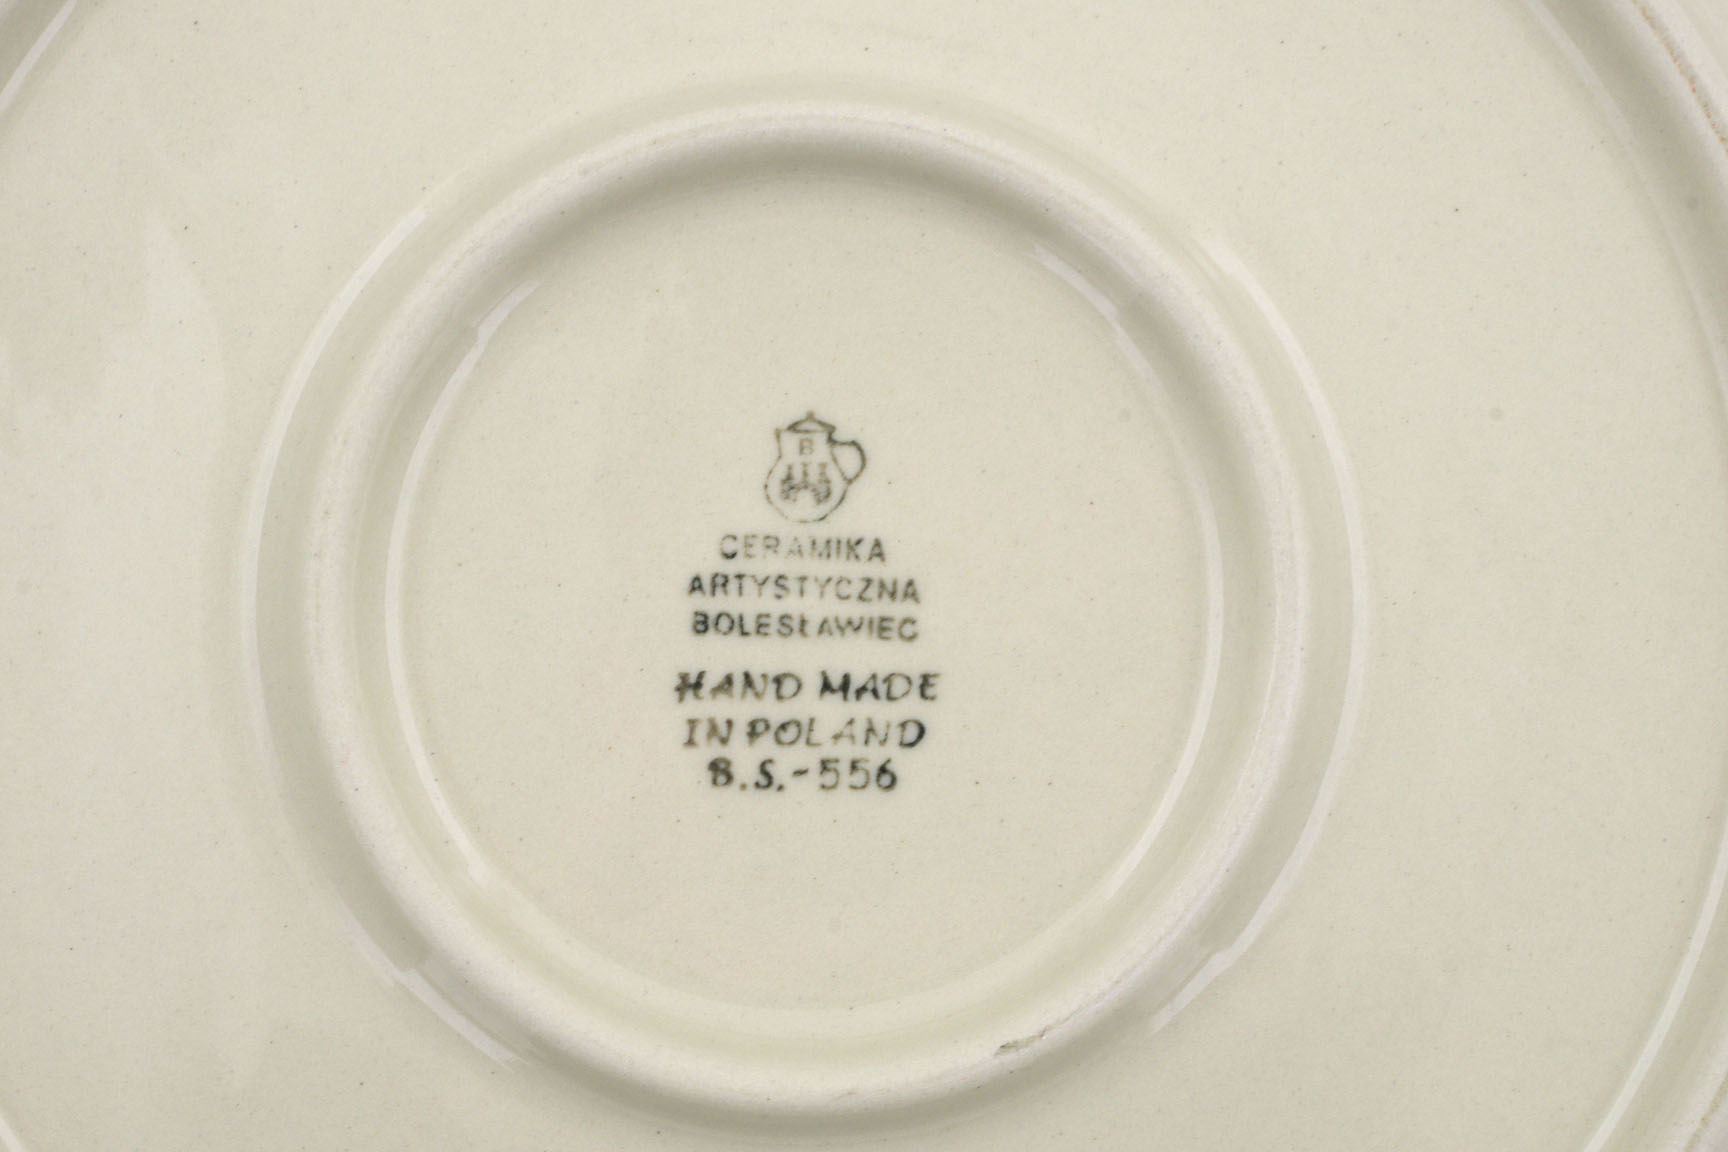 B
CERAMIKA
ARTYSTYCZNA
BOLESŁAWIEC
HAND MADE
IN POLAND
B.S.-556